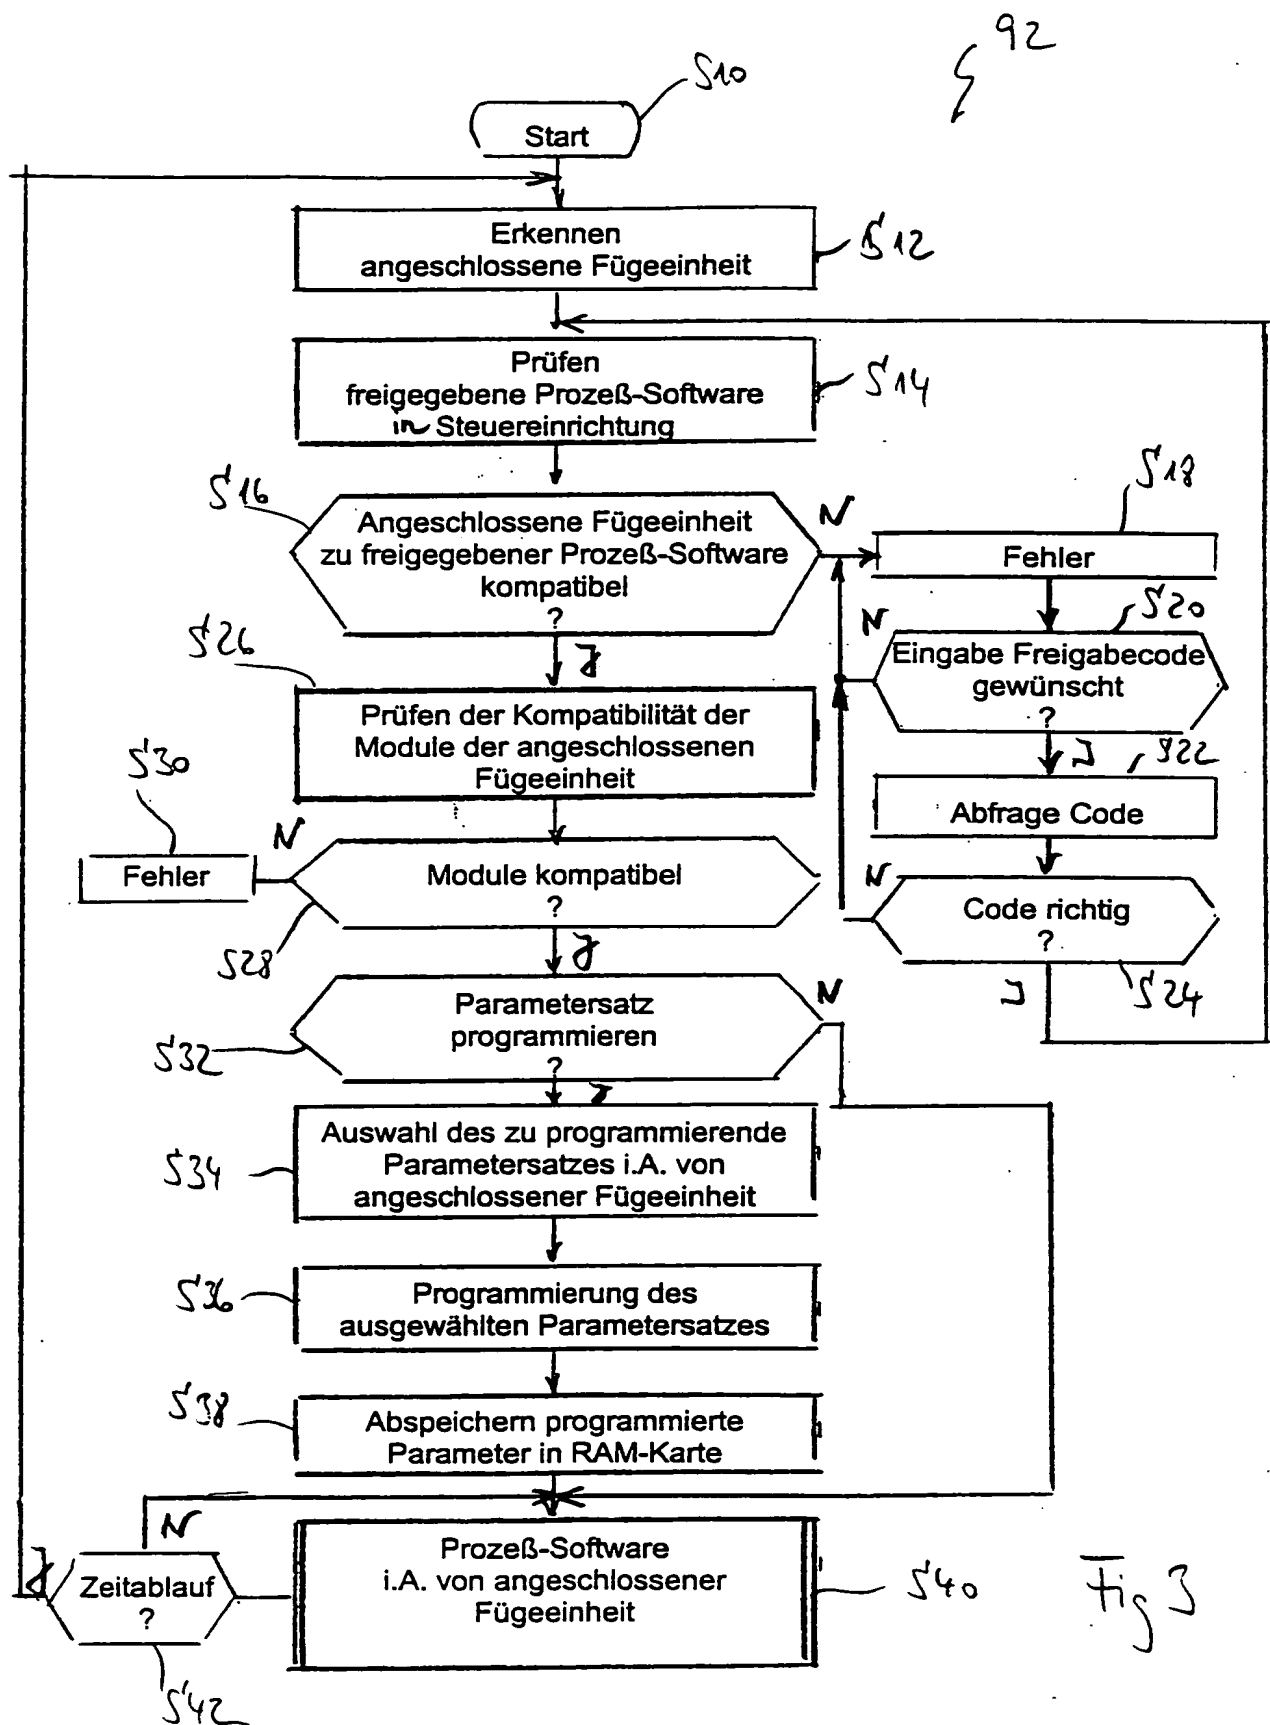 92
S10
Start
Erkennen
angeschlossene Fügeeinheit
S12
Prüfen
freigegebene Prozeß-Software
in Steuereinrichtung
S14
S16
Angeschlossene Fügeeinheit
zu freigegebener Prozeß-Software
kompatibel
?
N
S18
Fehler
J
S26
N
S20
Eingabe Freigabecode
gewünscht
?
Prüfen der Kompatibilität der
Module der angeschlossenen
Fügeeinheit
J
S22
Abfrage Code
S30
N
Fehler
Module kompatibel
?
S28
J
N
Code richtig
?
J
S24
Parametersatz
programmieren
?
N
S32
J
Auswahl des zu programmierende
Parametersatzes i.A. von
angeschlossener Fügeeinheit
S34
Programmierung des
ausgewählten Parametersatzes
S36
S38
Abspeichern programmierte
Parameter in RAM-Karte
N
J
Zeitablauf
?
S42
Prozeß-Software
i.A. von angeschlossener
Fügeeinheit
S40
Fig 3